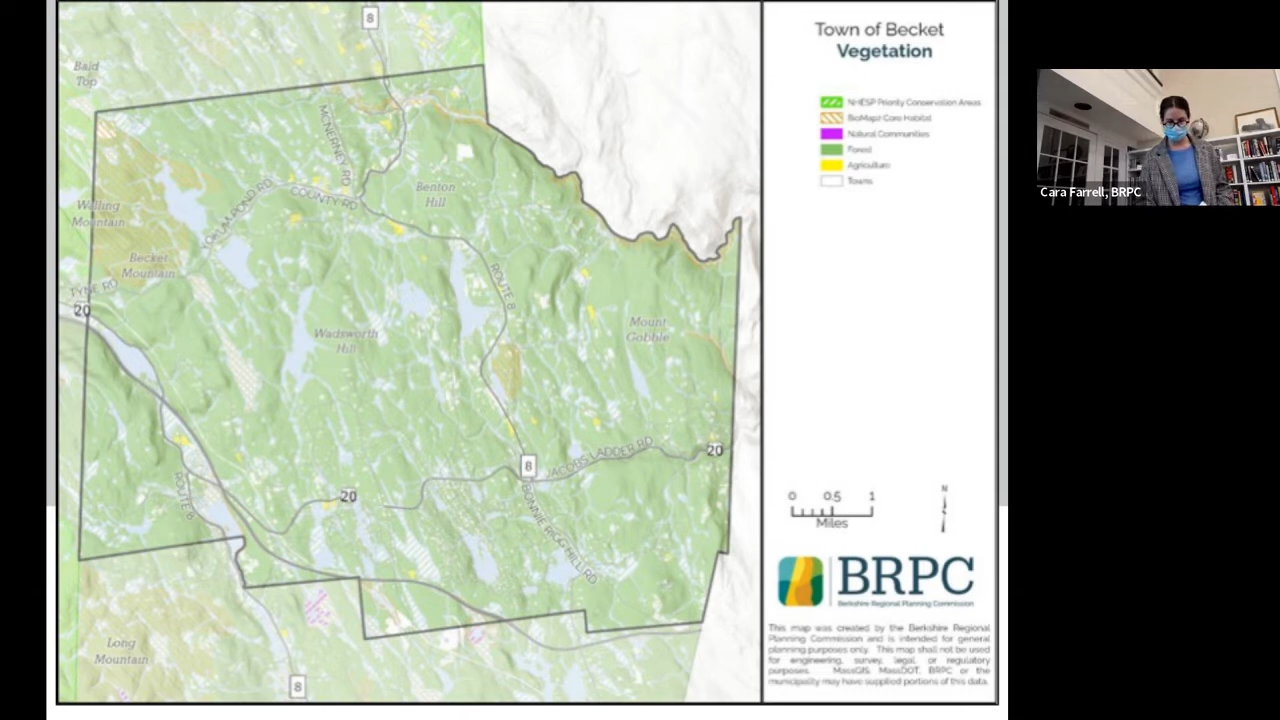 8
Bald
Top
MCNERNEY RD
YOKUM POND RD
COUNTY RD
Benton
Hill
Walling
Mountain
Becket
Mountain
TYNE RD
20
ROUTE 8
Wadsworth
Hill
Mount
Gobble
8
JACOBS LADDER RD
20
20
ROUTE 8
BONNIE RIGG HILL RD
Long
Mountain
8
Town of Becket
Vegetation
NHESP Priority Conservation Areas
BioMap2 Core Habitat
Natural Communities
Forest
Agriculture
Towns
0 0.5 1
Miles
N
BRPC
Berkshire Regional Planning Commission
This map was created by the Berkshire Regional
Planning Commission and is intended for general
planning purposes only. This map shall not be used
for engineering, survey, legal, or regulatory
purposes. MassGIS, MassDOT, BRPC or the
municipality may have supplied portions of this data.
Cara Farrell, BRPC